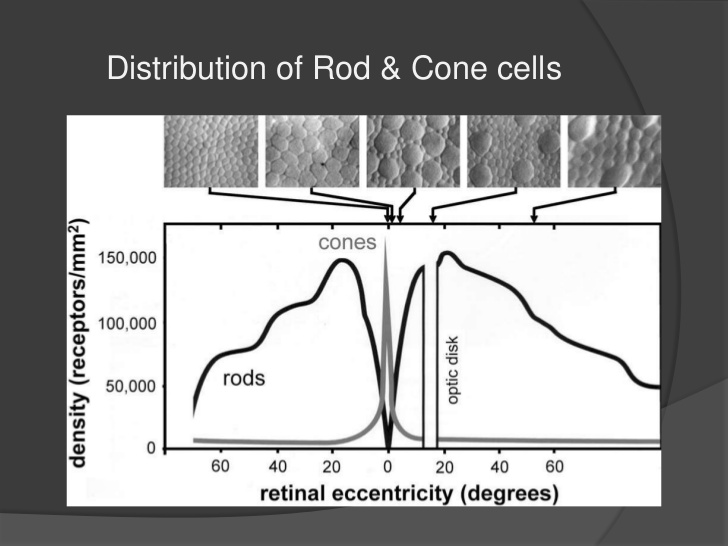 Distribution of Rod & Cone cells
density (receptors/mm²)
150,000
100,000
50,000
0
cones
rods
optic disk
60 40 20 0 20 40 60
retinal eccentricity (degrees)